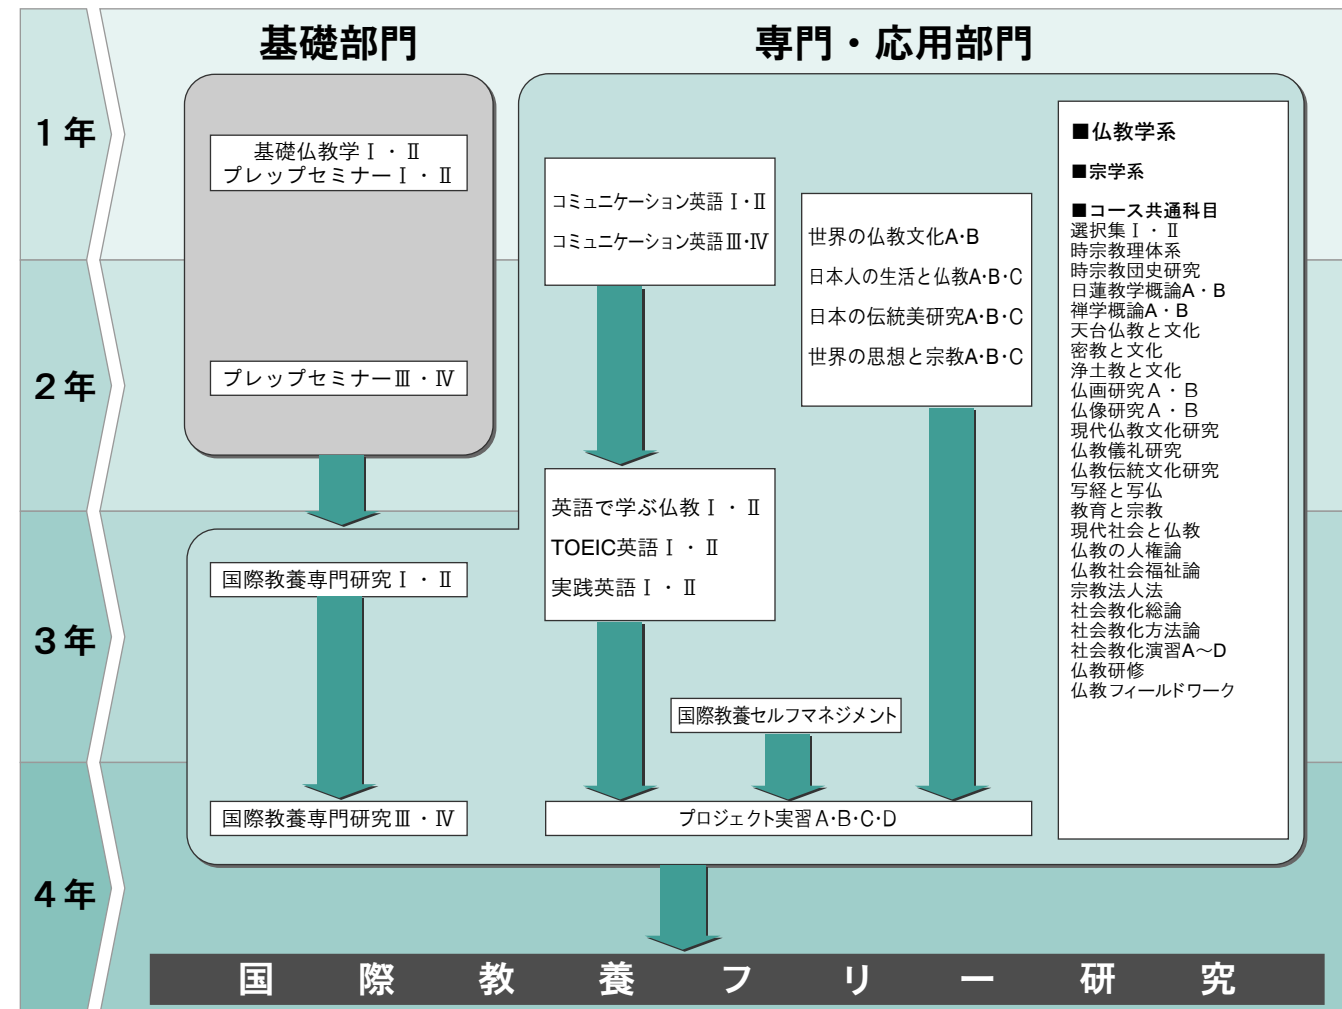 基礎部門
専門・応用部門
1年
2年
3年
4年
基礎仏教学Ⅰ・Ⅱ
プレップセミナーⅠ・Ⅱ
プレップセミナーⅢ・Ⅳ
国際教養専門研究Ⅰ・Ⅱ
国際教養専門研究Ⅲ・Ⅳ
コミュニケーション英語Ⅰ・Ⅱ
コミュニケーション英語Ⅲ・Ⅳ
英語で学ぶ仏教Ⅰ・Ⅱ
TOEIC英語Ⅰ・Ⅱ
実践英語Ⅰ・Ⅱ
世界の仏教文化A・B
日本人の生活と仏教A・B・C
日本の伝統美研究A・B・C
世界の思想と宗教A・B・C
国際教養セルフマネジメント
プロジェクト実習A・B・C・D
■仏教学系
■宗学系
■コース共通科目
選択集Ⅰ・Ⅱ
時宗教理体系
時宗教団史研究
日蓮教学概論A・B
禅学概論A・B
天台仏教と文化
密教と文化
浄土教と文化
仏画研究A・B
仏像研究A・B
現代仏教文化研究
仏教儀礼研究
仏教伝統文化研究
写経と写仏
教育と宗教
現代社会と仏教
仏教の人権論
仏教社会福祉論
宗教法人法
社会教化総論
社会教化方法論
社会教化演習A～D
仏教研修
仏教フィールドワーク
国際教養フリー研究